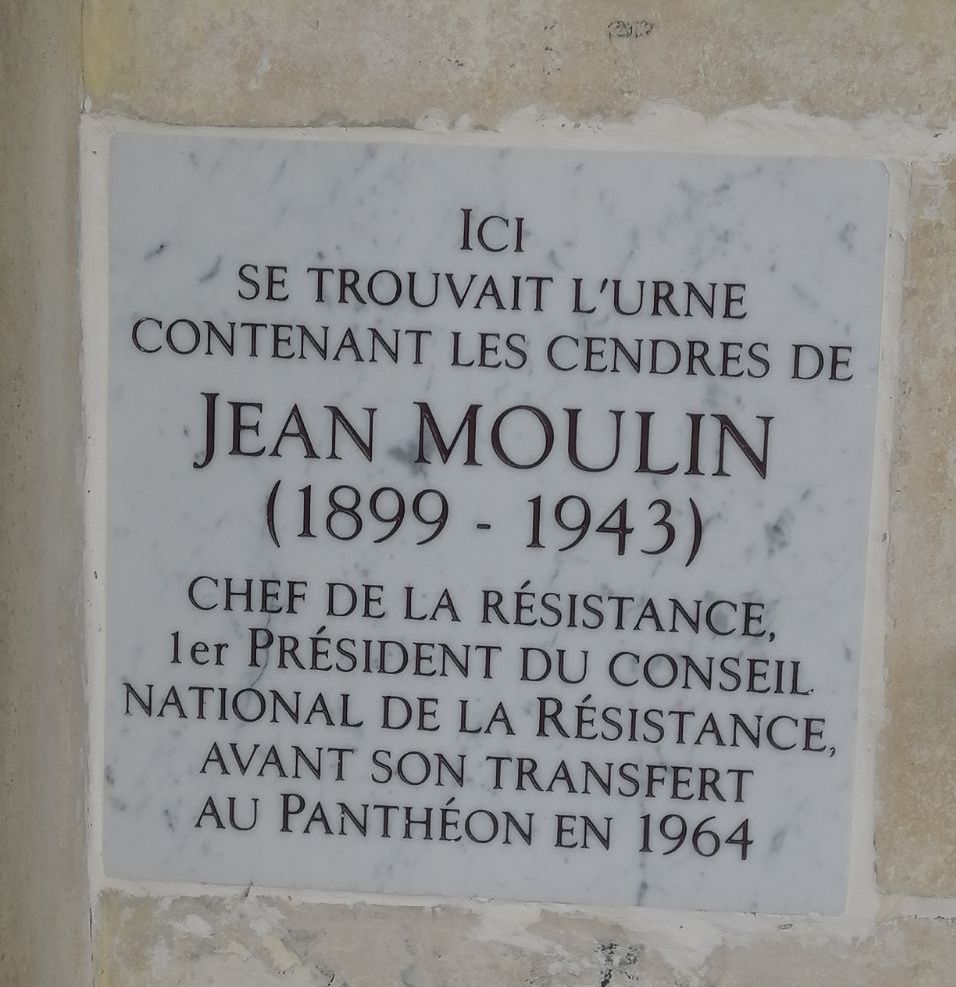 Ici
SE TROUVAIT L'URNE
CONTENANT LES CENDRES DE
JEAN MOULIN
(1899 - 1943)
CHEF DE LA RÉSISTANCE,
1er PRÉSIDENT DU CONSEIL
NATIONAL DE LA RÉSISTANCE,
AVANT SON TRANSFERT
AU PANTHÉON EN 1964